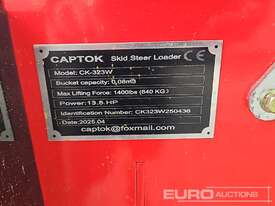 CAPTOK Skid Steer Loader CE
Model: CK-323W
Bucket capacity: 0.08m3
Max Lifting Force: 1400lbs (640 KG)
Power: 13.5 HP
Identification Number: CK323W250436
Date: 2025.04
captok@foxmail.com
EURO AUCTIONS